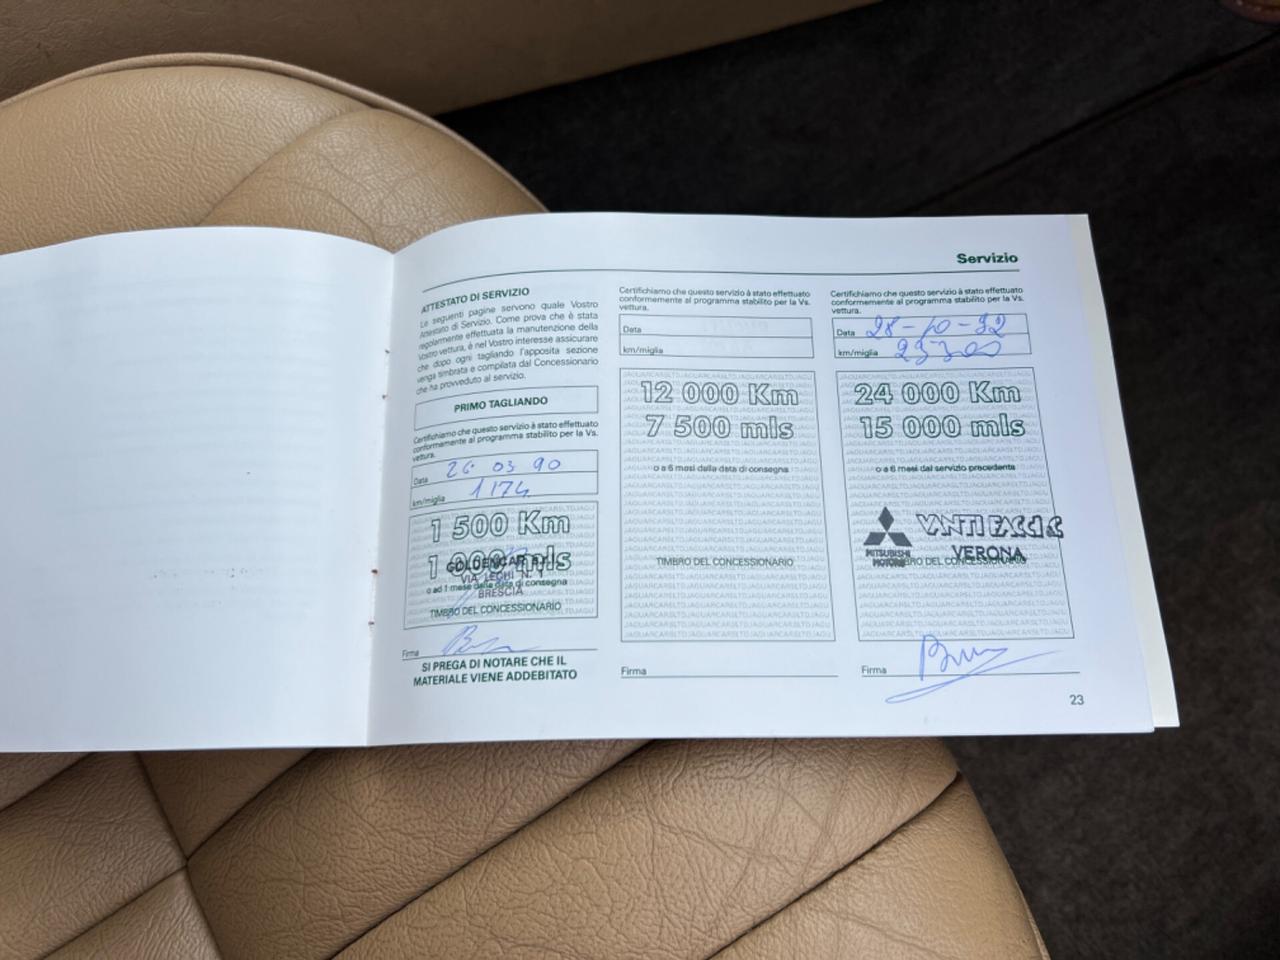 Servizio
ATTESTATO DI SERVIZIO
Le seguenti pagine servono quale Vostro
Attestato di Servizio. Come prova che è stata
regolarmente effettuata la manutenzione della
Vostro vettura, è nel Vostro interesse assicurare
che dopo ogni tagliando l'apposita sezione
venga timbrata e compilata dal Concessionario
che ha provveduto al servizio.
PRIMO TAGLIANDO
Certifichiamo che questo servizio è stato effettuato
conformemente al programma stabilito per la Vs.
vettura.
Data 26 03 90
km/miglia 1174
1 500 Km
1 000 mls
o ad 1 mese dalla data di consegna
VIA N. 1
BRESCIA
TIMBRO DEL CONCESSIONARIO
Firma
SI PREGA DI NOTARE CHE IL
MATERIALE VIENE ADDEBITATO
Certifichiamo che questo servizio è stato effettuato
conformemente al programma stabilito per la Vs.
vettura.
Data
km/miglia
12 000 Km
7 500 mls
o a 6 mesi dalla data di consegna
TIMBRO DEL CONCESSIONARIO
Firma
Certifichiamo che questo servizio è stato effettuato
conformemente al programma stabilito per la Vs.
vettura.
Data 28-10-92
km/miglia
24 000 Km
15 000 mls
o a 6 mesi dal servizio precedente
MITSUBISHI
MOTORS
VERONA
TIMBRO DEL CONCESSIONARIO
Firma
23